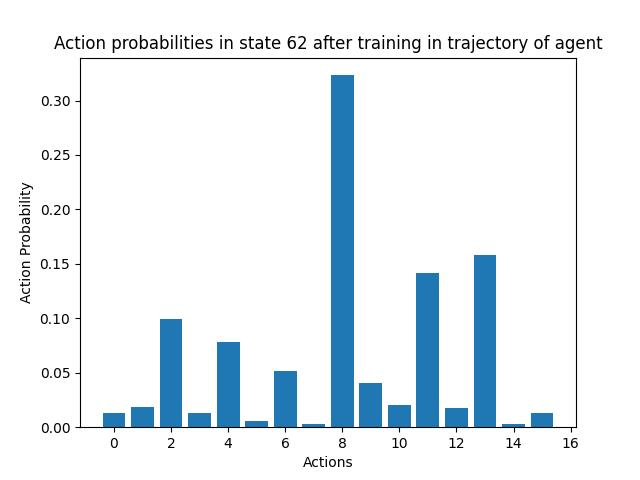 Action probabilities in state 62 after training in trajectory of agent
0.30
0.25
0.20
0.15
0.10
0.05
0.00
Action Probability
0 2 4 6 8 10 12 14 16
Actions